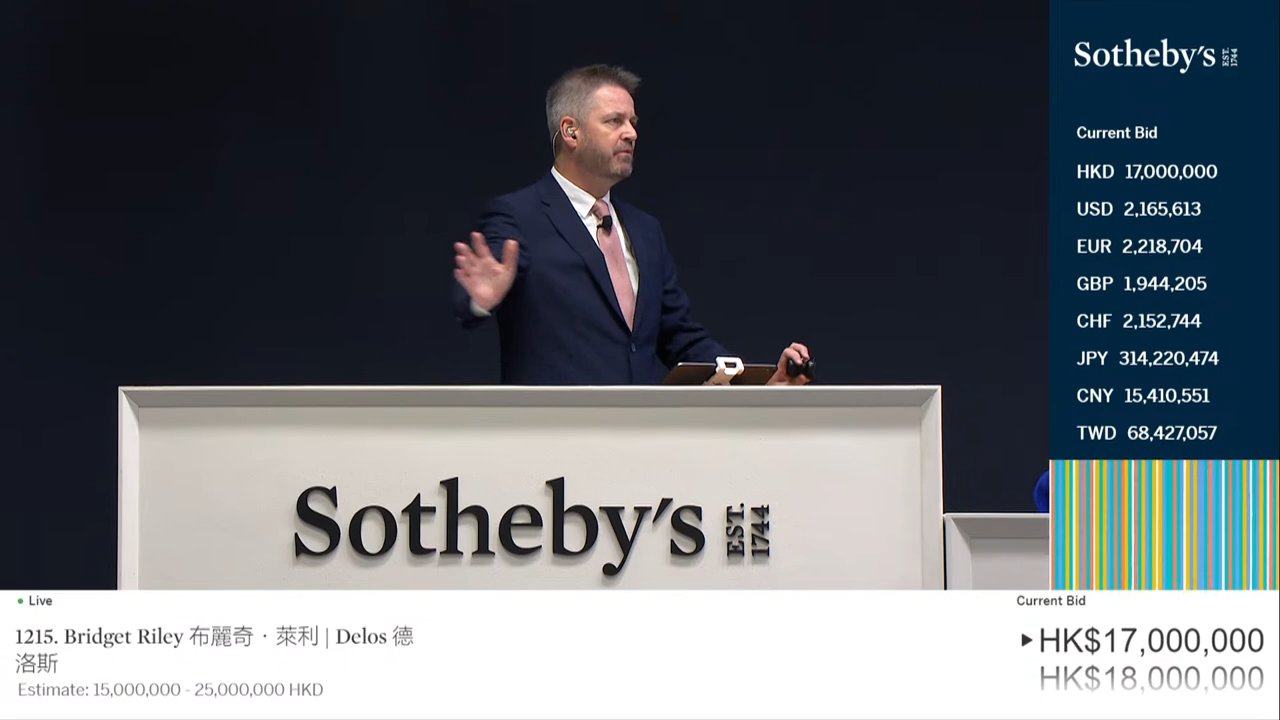 Sotheby's EST. 1744
Current Bid
HKD 17,000,000
USD 2,165,613
EUR 2,218,704
GBP 1,944,205
CHF 2,152,744
JPY 314,220,474
CNY 15,410,551
TWD 68,427,057
Sotheby's EST. 1744
Live
Current Bid
1215. Bridget Riley 布麗奇・萊利 | Delos 德
洛斯
Estimate: 15,000,000 - 25,000,000 HKD
HK$17,000,000
HK$18,000,000